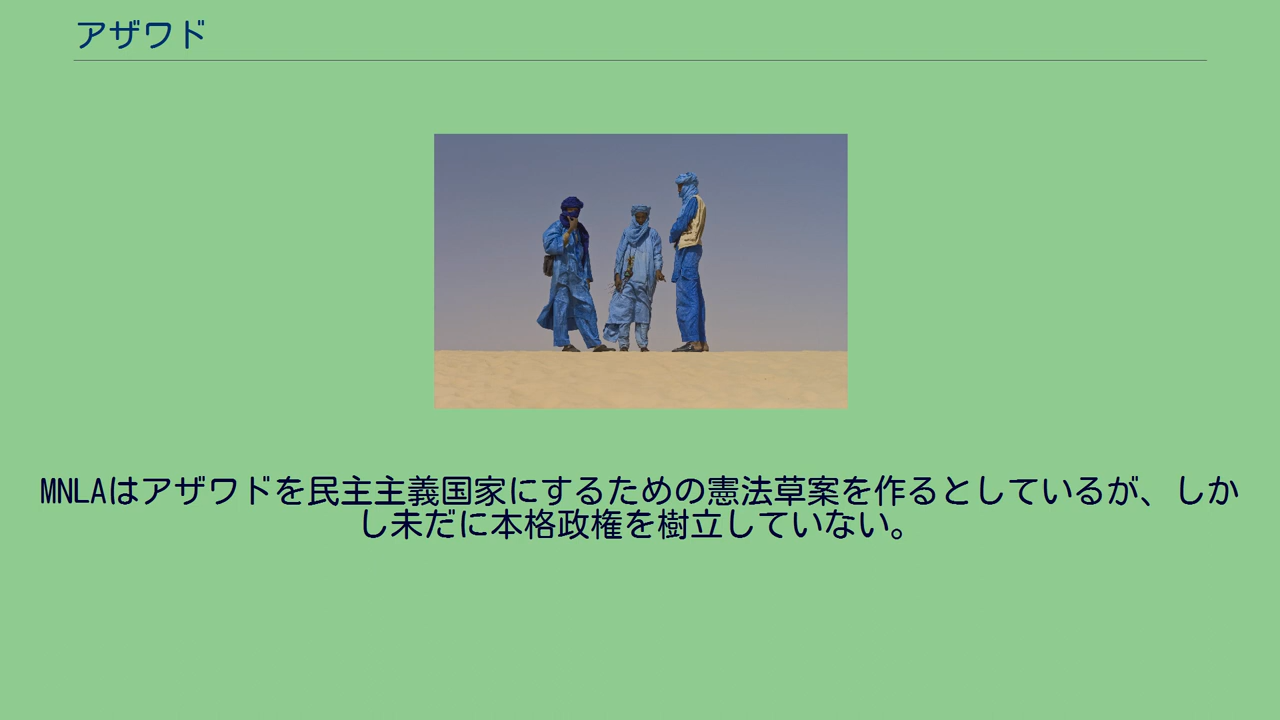 アザワド
MNLAはアザワドを民主主義国家にするための憲法草案を作るとしているが、しか
し未だに本格政権を樹立していない。